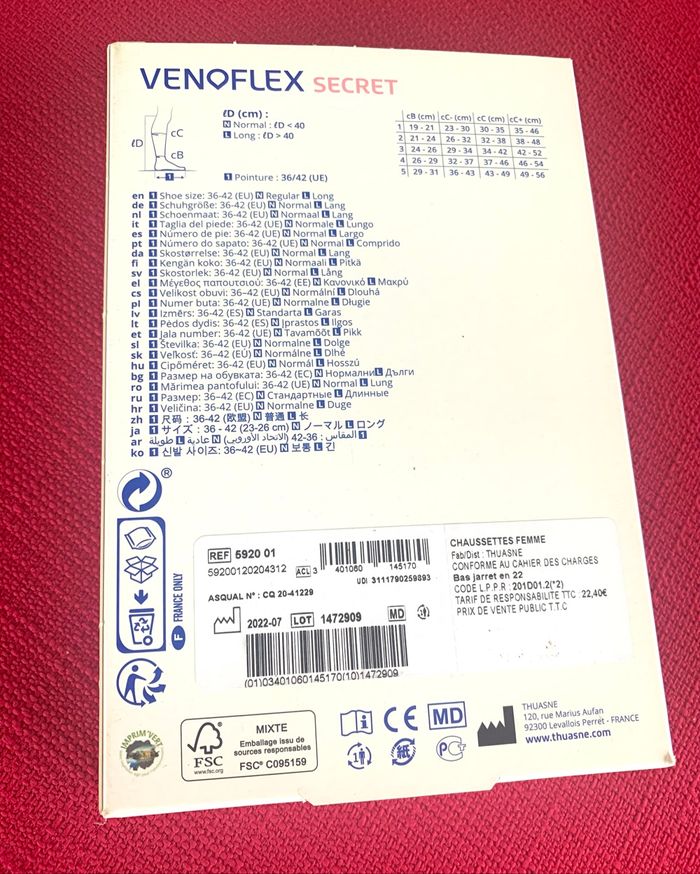 VENOFLEX SECRET
ℓD (cm) :
N Normal : ℓD < 40
L Long : ℓD > 40
cC
ℓD
cB
1
1 Pointure : 36/42 (UE)
cB (cm) cC- (cm) cC (cm) cC+ (cm)
1 19 - 21 23 - 30 30 - 35 35 - 46
2 21 - 24 26 - 32 32 - 38 38 - 48
3 24 - 26 29 - 34 34 - 42 42 - 52
4 26 - 29 32 - 37 37 - 46 46 - 54
5 29 - 31 36 - 43 43 - 49 49 - 56
en 1 Shoe size: 36-42 (EU) N Regular L Long
de 1 Schuhgröße: 36-42 (EU) N Normal L Lang
nl 1 Schoenmaat: 36-42 (EU) N Normaal L Lang
it 1 Taglia del piede: 36-42 (UE) N Normale L Lungo
es 1 Número de pie: 36-42 (UE) N Normal L Largo
pt 1 Número do sapato: 36-42 (UE) N Normal L Comprido
da 1 Skostørrelse: 36-42 (EU) N Normal L Lang
fi 1 Kengän koko: 36-42 (EU) N Normaali L Pitkä
sv 1 Skostorlek: 36-42 (EU) N Normal L Lång
el 1 Μέγεθος παπουτσιού: 36-42 (ΕΕ) N Κανονικό L Μακρύ
cs 1 Velikost obuvi: 36-42 (EU) N Normální L Dlouhá
pl 1 Numer buta: 36-42 (UE) N Normalne L Długie
lv 1 Izmērs: 36-42 (ES) N Standarta L Garas
lt 1 Pėdos dydis: 36-42 (ES) N Įprastos L Ilgos
et 1 Jala number: 36-42 (UE) N Tavamõõt L Pikk
sl 1 Številka: 36-42 (EU) N Normalne L Dolge
sk 1 Veľkosť: 36-42 (EÚ) N Normálne L Dlhé
hu 1 Cipőméret: 36-42 (EU) N Normál L Hosszú
bg 1 Размер на обувката: 36-42 (ЕС) N Нормални L Дълги
ro 1 Mărimea pantofului: 36-42 (UE) N Normal L Lung
ru 1 Размер: 36-42 (ЕС) N Стандартные L Длинные
hr 1 Veličina: 36-42 (EU) N Normalne L Duge
zh 1 尺码：36-42 (欧盟) N 普通 L 长
ja 1 サイズ：36 - 42 (23-26 cm) N ノーマル L ロング
ar 1 المقاس: 36-42 (الاتحاد الأوروبي) N عادية L طويلة
ko 1 신발 사이즈: 36~42 (EU) N 보통 L 긴
®
F FRANCE ONLY
REF 5920 01
59200120204312
ACL 3 401060 145170
UDI 3111790259893
ASQUAL N° : CQ 20-41229
2022-07 LOT 1472909 MD
(01)03401060145170(10)1472909
CHAUSSETTES FEMME
Fab/Dist : THUASNE
CONFORME AU CAHIER DES CHARGES
Bas jarret en 22
CODE L.P.P.R : 201D01.2(*2)
TARIF DE RESPONSABILITE TTC : 22,40€
PRIX DE VENTE PUBLIC T.T.C
IMPRIM'VERT
FSC
www.fsc.org
MIXTE
Emballage issu de
sources responsables
FSC® C095159
CE MD
紙
THUASNE
120, rue Marius Aufan
92300 Levallois Perret - FRANCE
www.thuasne.com